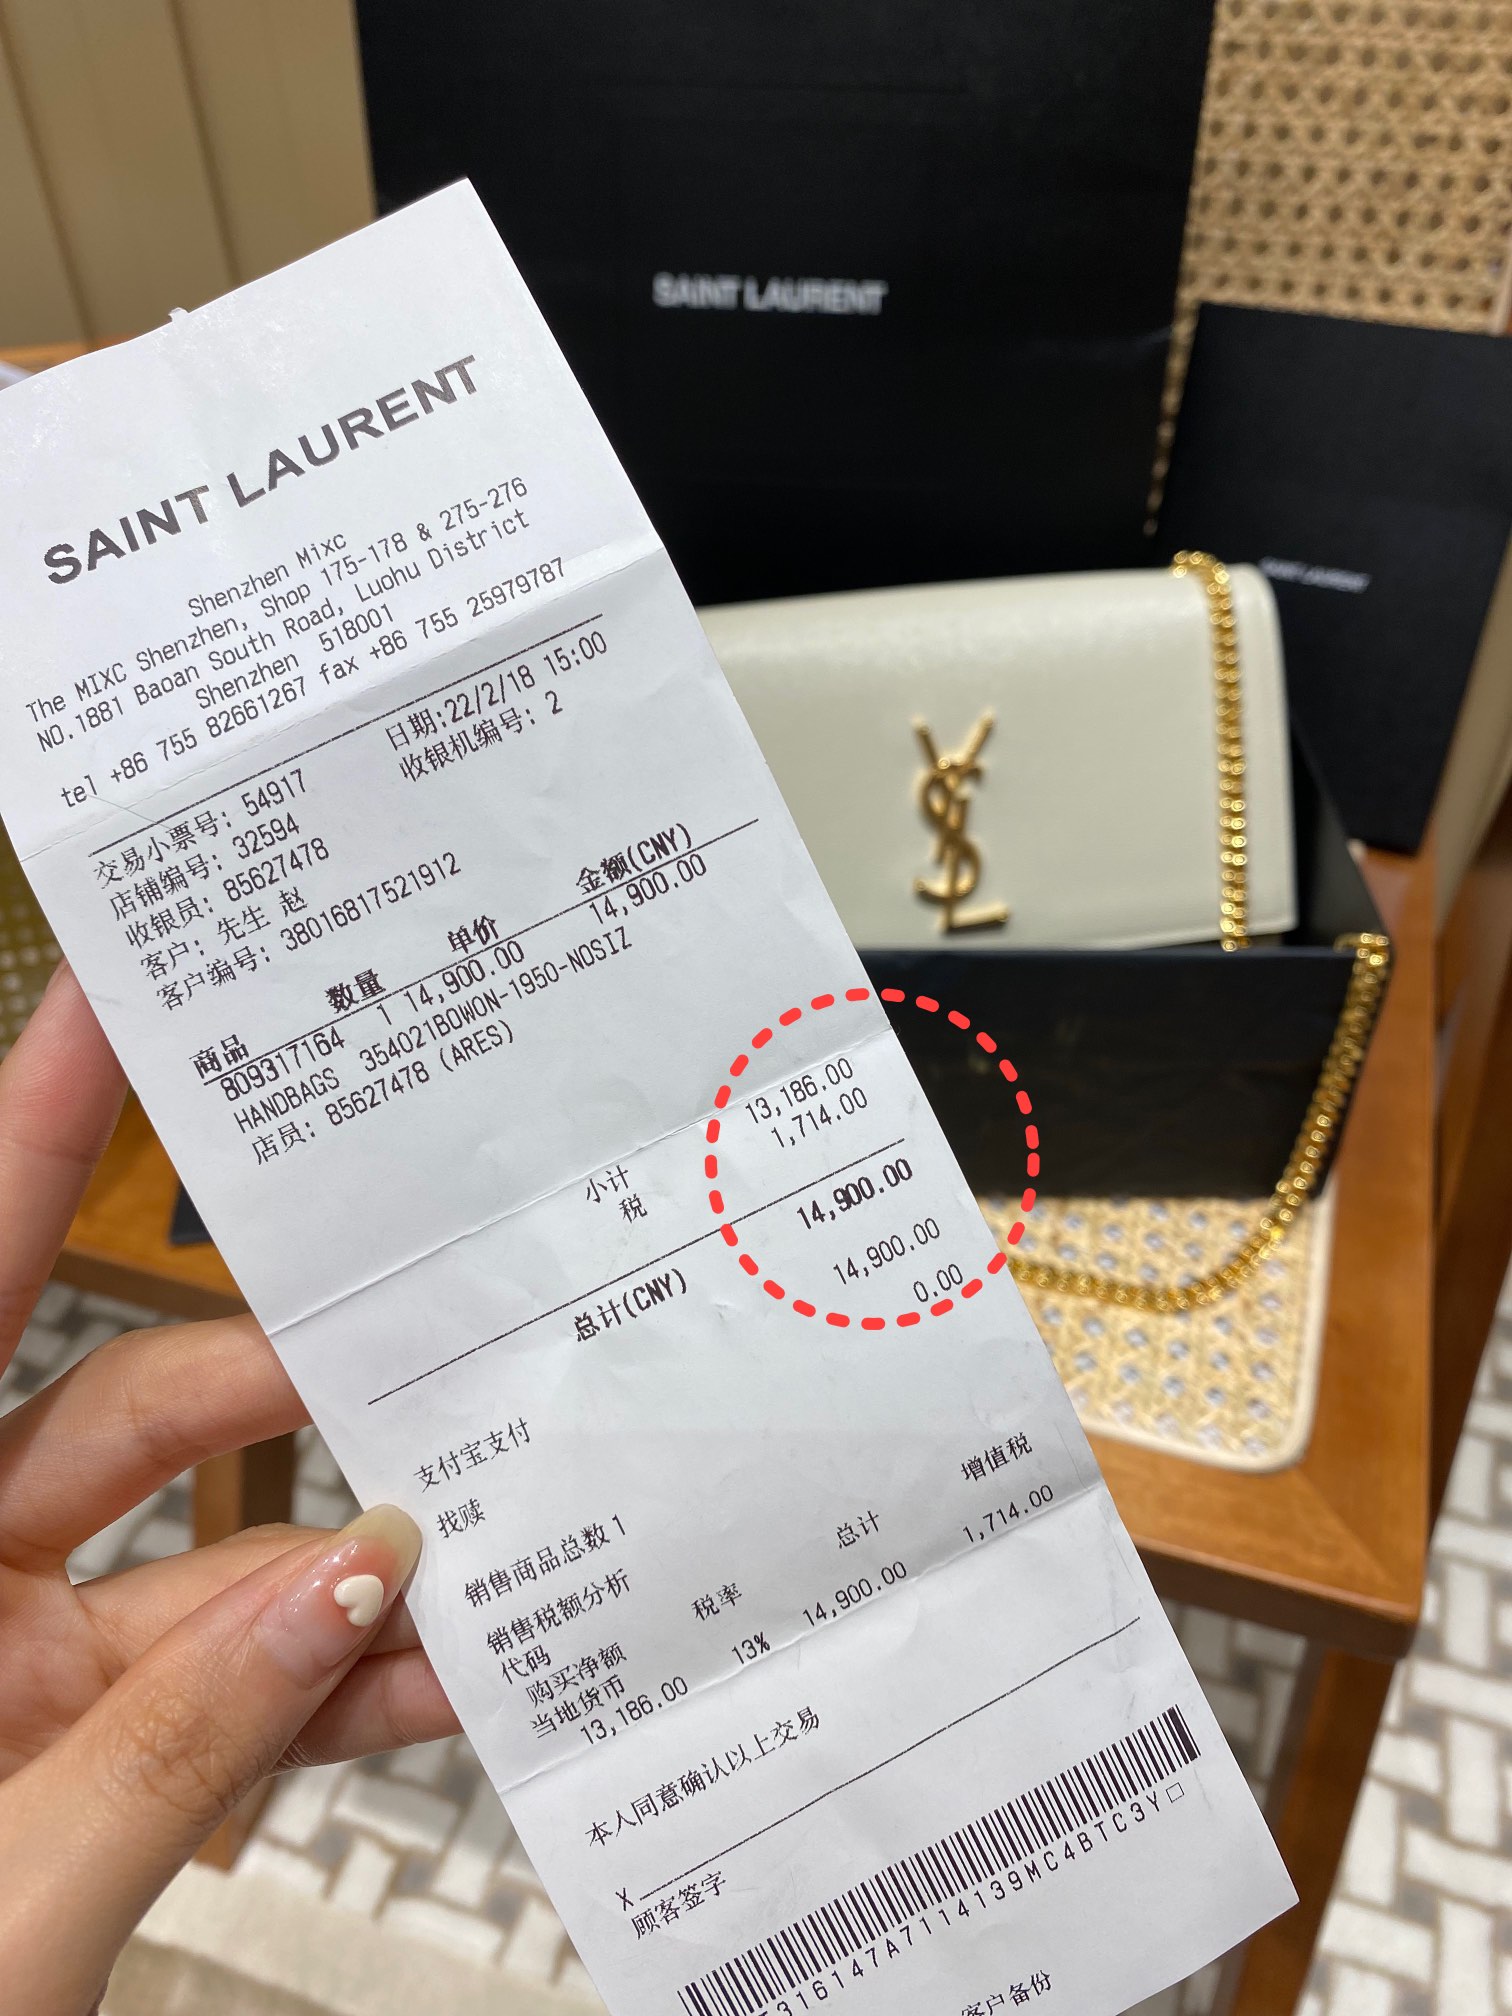 SAINT LAURENT
SAINT LAURENT
SAINT LAURENT
Shenzhen Mixc
The MIXC Shenzhen, Shop 175-178 & 275-276
NO.1881 Baoan South Road, Luohu District
Shenzhen 518001
tel +86 755 82661267 fax +86 755 25979787
日期:22/2/18 15:00
收银机编号: 2
交易小票号: 54917
店铺编号: 32594
收银员: 85627478
客户: 先生 赵
客户编号: 38016817521912
商品 数量 单价 金额(CNY)
809317164 1 14,900.00 14,900.00
HANDBAGS 354021BOWON-1950-NOSIZ
店员: 85627478 (ARES)
小计 13,186.00
税 1,714.00
总计(CNY) 14,900.00
支付宝支付 14,900.00
找赎 0.00
销售商品总数 1
销售税额分析
代码 税率 总计 增值税
购买净额 13% 14,900.00 1,714.00
当地货币
13,186.00
本人同意确认以上交易
X
顾客签字
316147A7114139MC4BTC3Y
客户备份